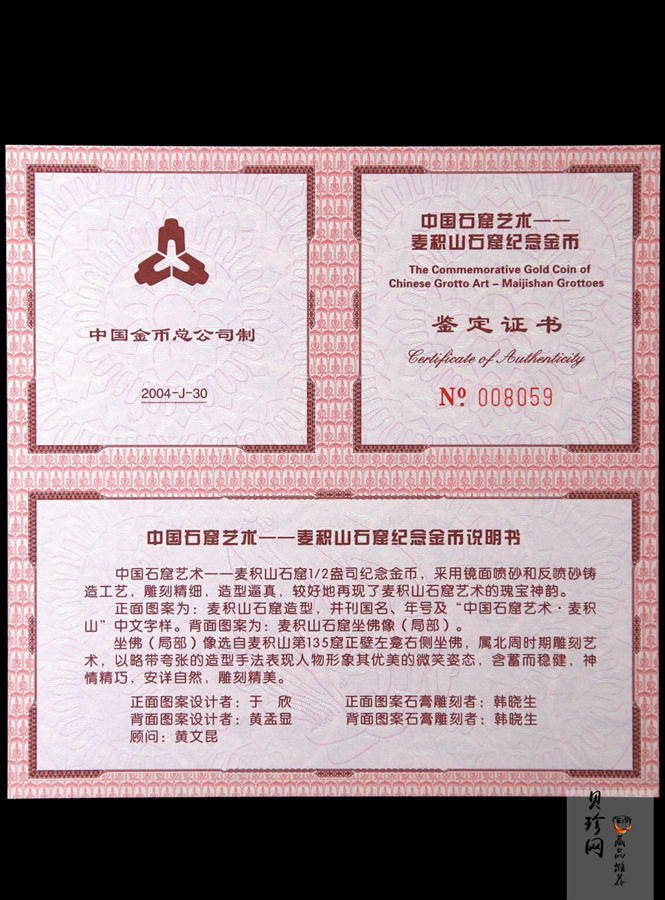 中国金币总公司制
2004-J-30
中国石窟艺术——
麦积山石窟纪念金币
The Commemorative Gold Coin of
Chinese Grotto Art – Maijishan Grottoes
鉴定证书
Certificate of Authenticity
Nº 008059
中国石窟艺术——麦积山石窟纪念金币说明书
中国石窟艺术——麦积山石窟1/2盎司纪念金币，采用镜面喷砂和反喷砂铸
造工艺，雕刻精细，造型逼真，较好地再现了麦积山石窟艺术的瑰宝神韵。
正面图案为：麦积山石窟造型，并刊国名、年号及“中国石窟艺术·麦积
山”中文字样。背面图案为：麦积山石窟坐佛像（局部）。
坐佛（局部）像选自麦积山第135窟正壁左龛右侧坐佛，属北周时期雕刻艺
术，以略带夸张的造型手法表现人物形象其优美的微笑姿态，含蓄而稳健，神
情精巧，安详自然，雕刻精美。
正面图案设计者：于 欣 正面图案石膏雕刻者：韩晓生
背面图案设计者：黄孟显 背面图案石膏雕刻者：韩晓生
顾问：黄文昆
贝珍网
藏品推荐